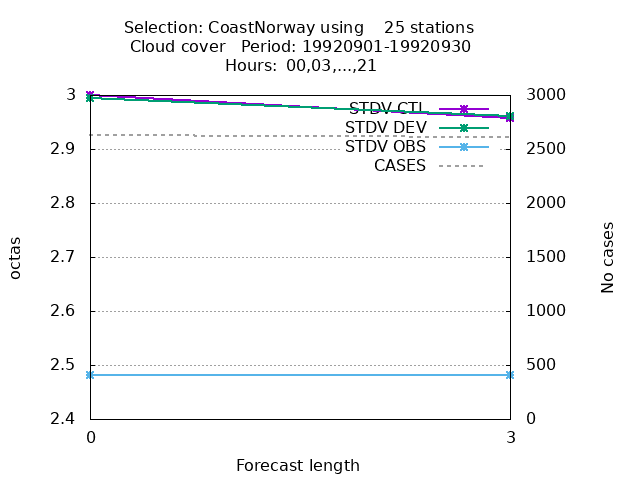 Selection: CoastNorway using    25 stations
Cloud cover   Period: 19920901-19920930
Hours: 00,03,...,21
3
2.9
2.8
2.7
2.6
2.5
2.4
octas
STDV CTL
STDV DEV
STDV OBS
CASES
3000
2500
2000
1500
1000
500
0
No cases
0
3
Forecast length